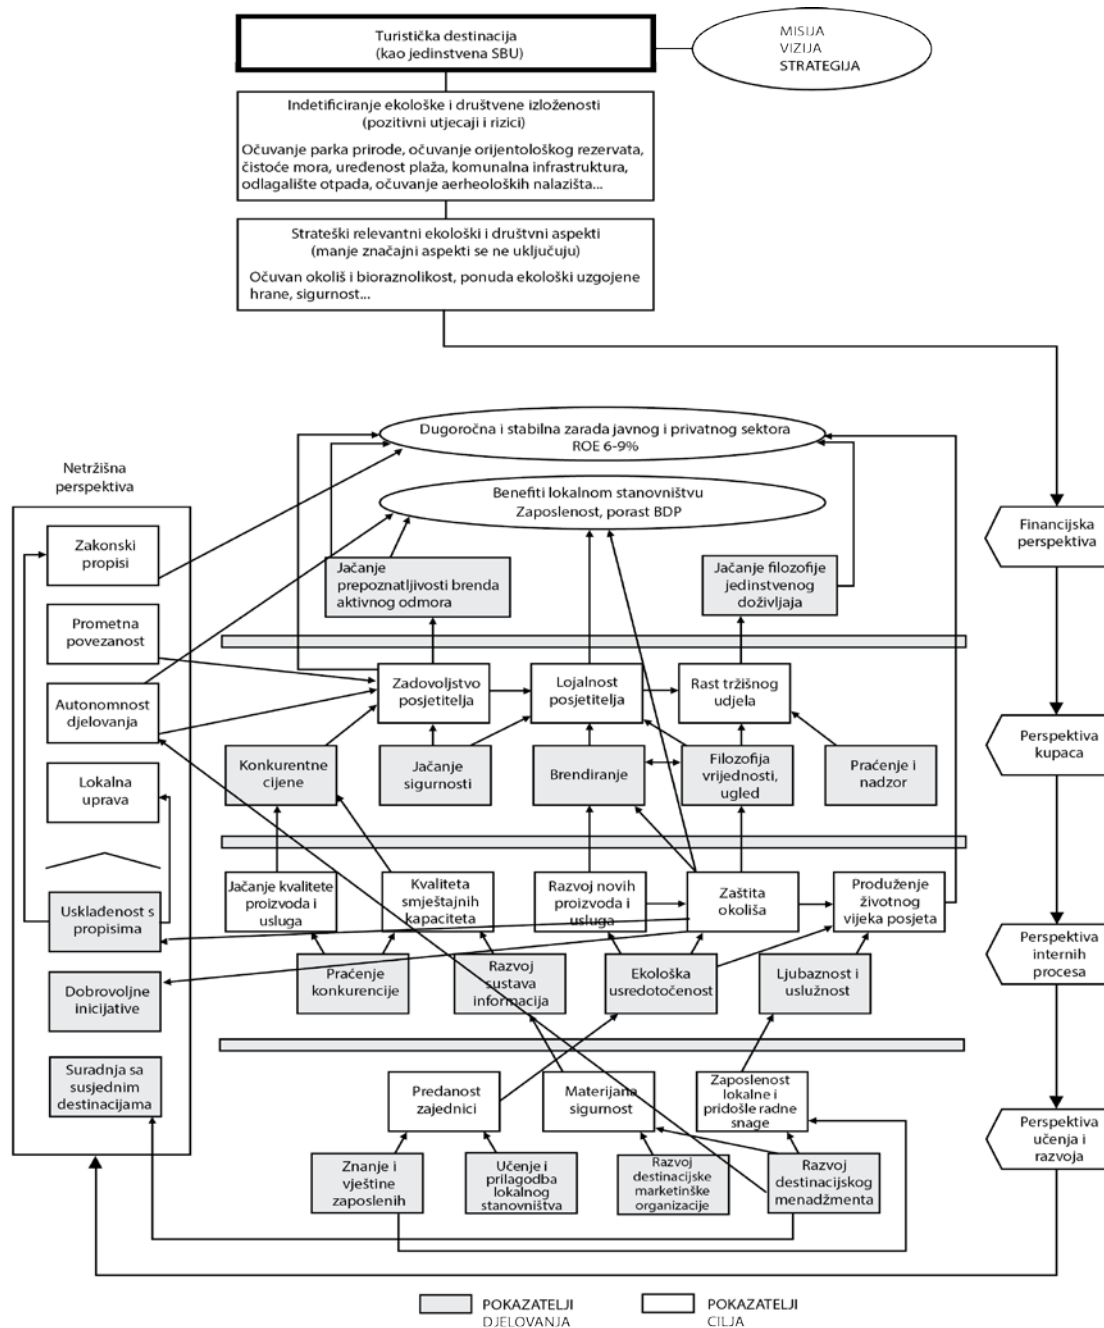 Turistička destinacija
(kao jedinstvena SBU)
MISIJA
VIZIJA
STRATEGIJA
Indetificiranje ekološke i društvene izloženosti
(pozitivni utjecaji i rizici)
Očuvanje parka prirode, očuvanje orijentološkog rezervata,
čistoće mora, uređenost plaža, komunalna infrastruktura,
odlagalište otpada, očuvanje aerheoloških nalazišta...
Strateški relevantni ekološki i društvni aspekti
(manje značajni aspekti se ne uključuju)
Očuvan okoliš i bioraznolikost, ponuda ekološki uzgojene
hrane, sigurnost...
Dugoročna i stabilna zarada javnog i privatnog sektora
ROE 6-9%
Netržišna
perspektiva
Benefiti lokalnom stanovništvu
Zaposlenost, porast BDP
Financijska
perspektiva
Zakonski
propisi
Jačanje
prepoznatljivosti brenda
aktivnog odmora
Jačanje filozofije
jedinstvenog
doživljaja
Prometna
povezanost
Autonomnost
djelovanja
Zadovoljstvo
posjetitelja
Lojalnost
posjetitelja
Rast tržišnog
udjela
Perspektiva
kupaca
Lokalna
uprava
Konkurentne
cijene
Jačanje
sigurnosti
Brendiranje
Filozofija
vrijednosti,
ugled
Praćenje i
nadzor
Usklađenost s
propisima
Jačanje kvalitete
proizvoda i
usluga
Kvaliteta
smještajnih
kapaciteta
Razvoj novih
proizvoda i
usluga
Zaštita
okoliša
Produženje
životnog
vijeka posjeta
Perspektiva
internih
procesa
Dobrovoljne
inicijative
Praćenje
konkurencije
Razvoj
sustava
informacija
Ekološka
usredotočenost
Ljubaznost i
uslužnost
Suradnja sa
susjednim
destinacijama
Predanost
zajednici
Materijana
sigurnost
Zaposlenost
lokalne i
pridošle radne
snage
Perspektiva
učenja i
razvoja
Znanje i
vještine
zaposlenih
Učenje i
prilagodba
lokalnog
stanovništva
Razvoj
destinacijske
marketinške
organizacije
Razvoj
destinacijskog
menadžmenta
POKAZATELJI
DJELOVANJA
POKAZATELJI
CILJA